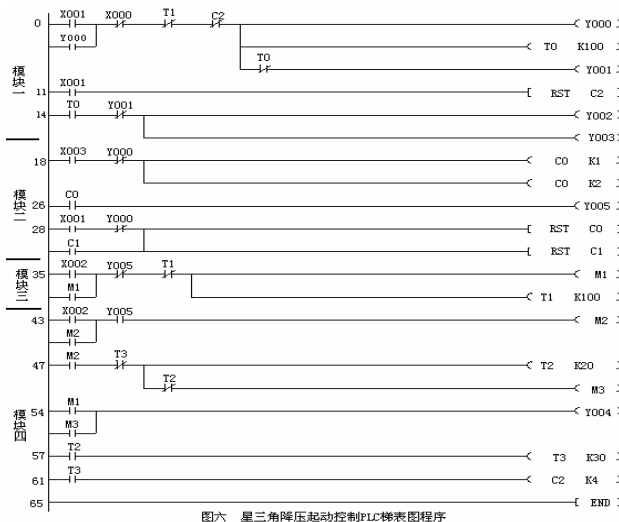 X001 X000 T1 C2
0 Y000
Y000
T0 K100
T0
Y001
模块一
X001
11 RST C2
T0 Y001
14 Y002
Y003
X003 Y000
18 C0 K1
C0 K2
模块二
C0
26 Y005
X001 Y000
28 RST C0
C1
RST C1
模块三
X002 Y005 T1
35 M1
M1
T1 K100
X002 Y005
43 M2
M2
M2 T3
47 T2 K20
T2
M3
模块四
M1
54 Y004
M3
T2
57 T3 K30
T3
61 C2 K4
65 END
图六 星三角降压起动控制PLC梯表图程序